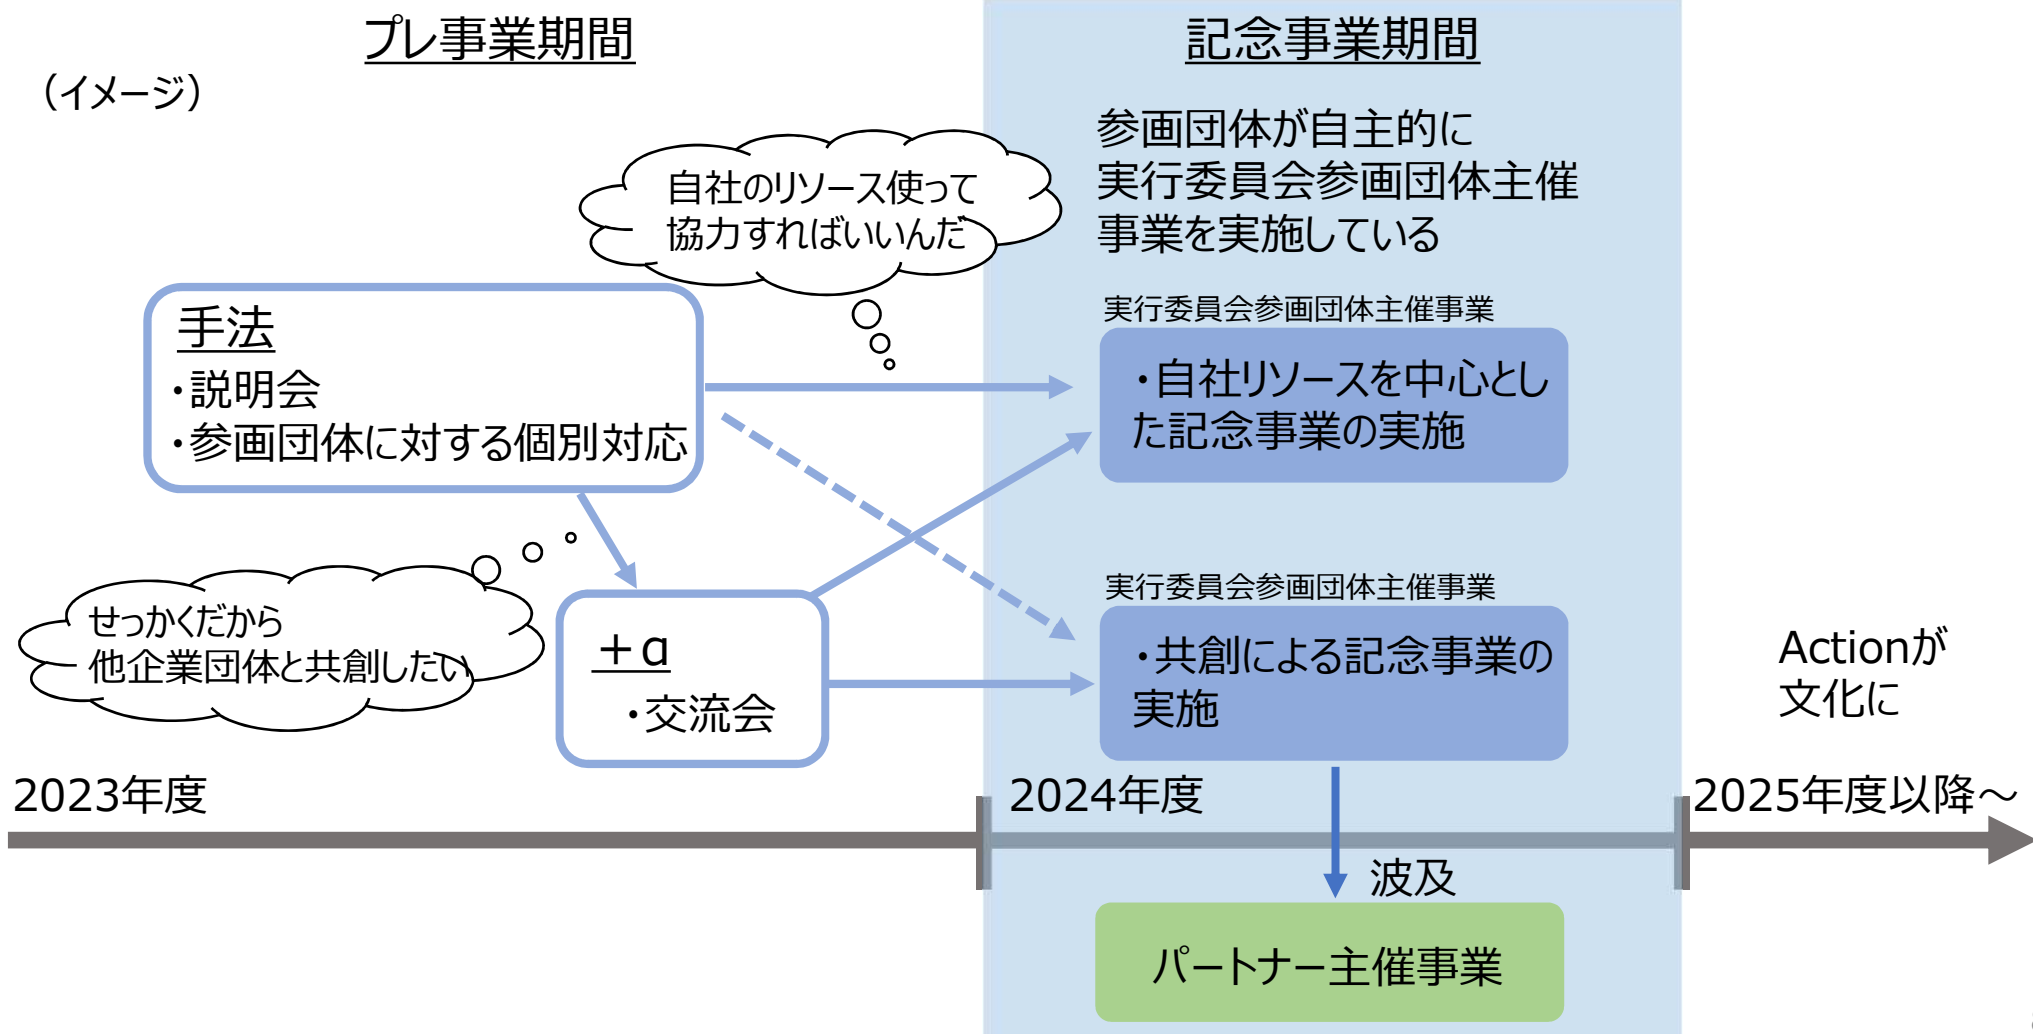 プレ事業期間
記念事業期間
（イメージ）
参画団体が自主的に
実行委員会参画団体主催
事業を実施している
自社のリソース使って
協力すればいいんだ
手法
・説明会
・参画団体に対する個別対応
実行委員会参画団体主催事業
・自社リソースを中心とし
た記念事業の実施
せっかくだから
他企業団体と共創したい
＋α
・交流会
実行委員会参画団体主催事業
・共創による記念事業の
実施
Actionが
文化に
2023年度
2024年度
2025年度以降～
波及
パートナー主催事業